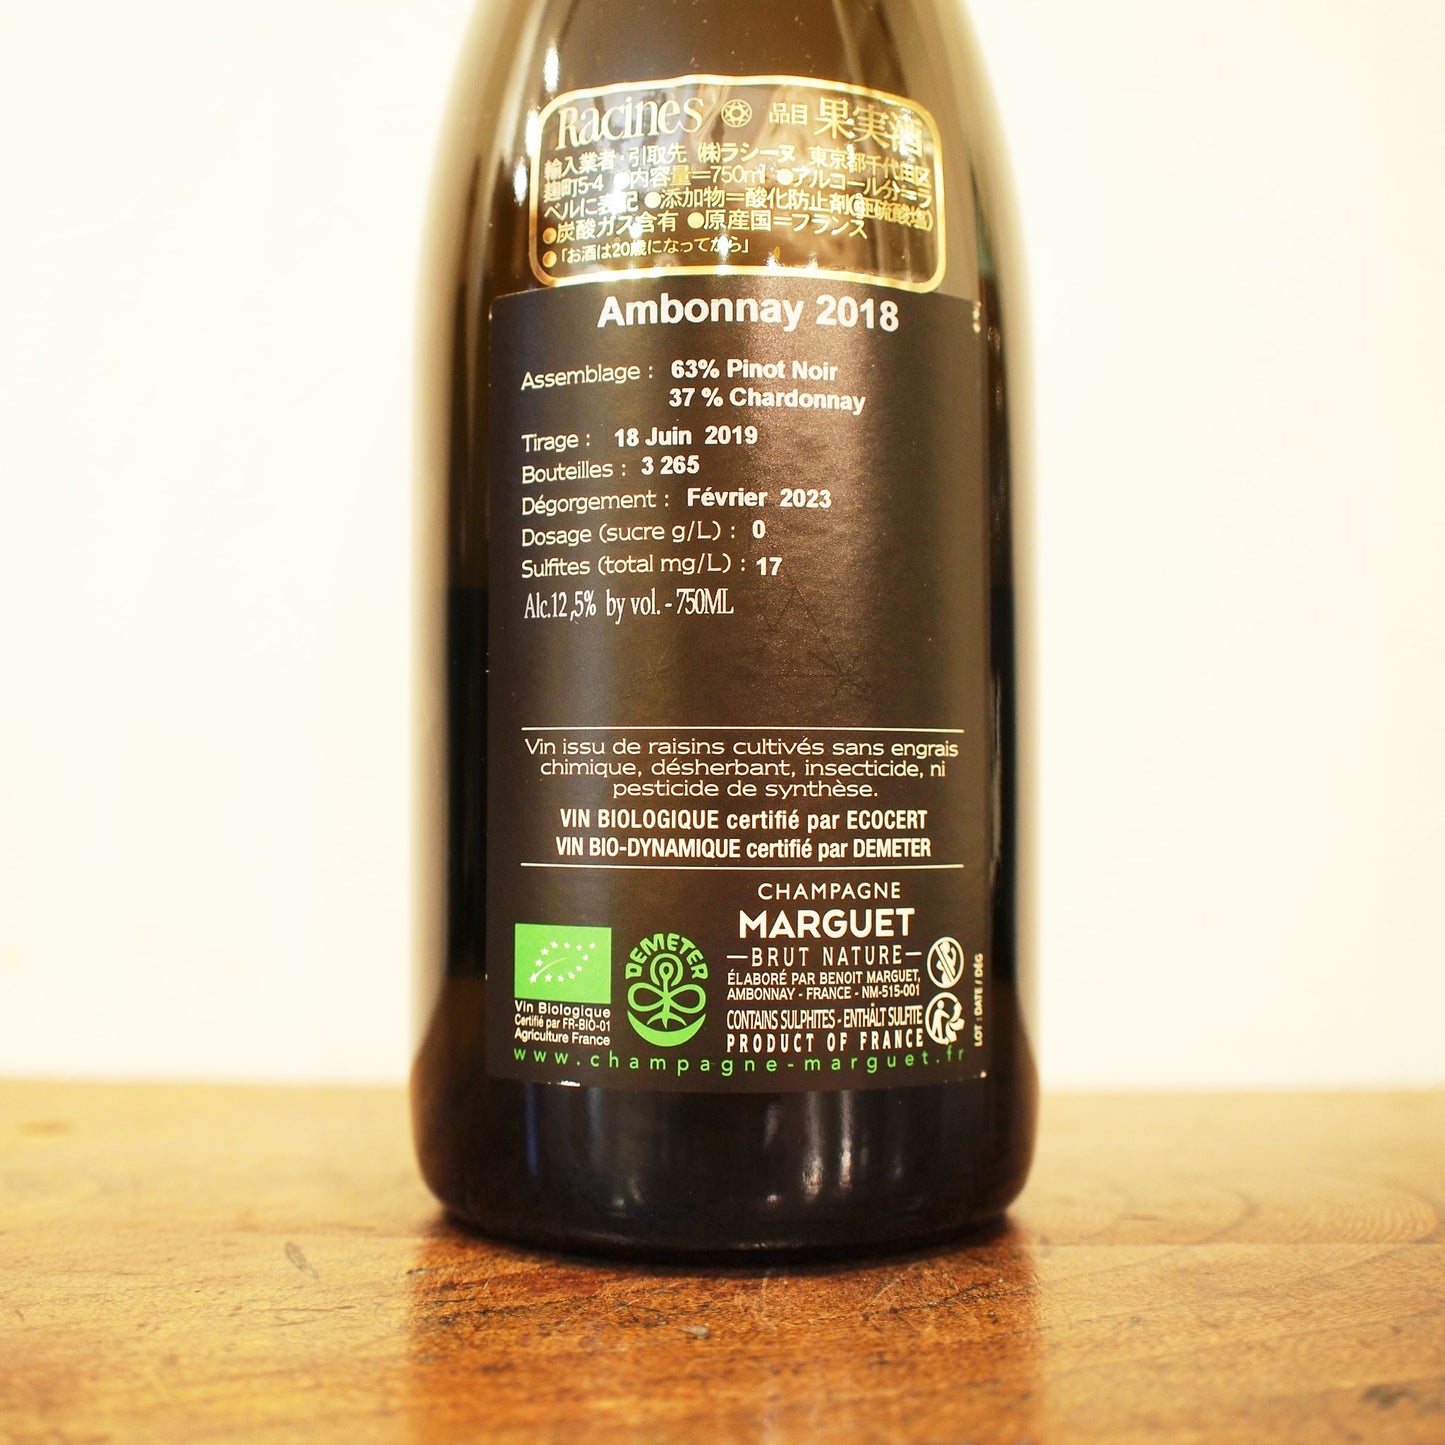 Racines 品目 果実酒
輸入業者・引取先 ㈱ラシーヌ 東京都千代田区
麹町5-4 ●内容量=750ml ●アルコール分=ラ
ベルに表記 ●添加物=酸化防止剤(亜硫酸塩)
●炭酸ガス含有 ●原産国=フランス
●「お酒は20歳になってから」
Ambonnay 2018
Assemblage : 63% Pinot Noir
37 % Chardonnay
Tirage : 18 Juin 2019
Bouteilles : 3 265
Dégorgement : Février 2023
Dosage (sucre g/L) : 0
Sulfites (total mg/L) : 17
Alc.12,5% by vol. - 750ML
Vin issu de raisins cultivés sans engrais
chimique, désherbant, insecticide, ni
pesticide de synthèse.
VIN BIOLOGIQUE certifié par ECOCERT
VIN BIO-DYNAMIQUE certifié par DEMETER
CHAMPAGNE
MARGUET
—BRUT NATURE—
ÉLABORÉ PAR BENOIT MARGUET,
AMBONNAY - FRANCE - NM-515-001
CONTAINS SULPHITES - ENTHÄLT SULFITE
PRODUCT OF FRANCE
DEMETER
Vin Biologique
Certifié par FR-BIO-01
Agriculture France
www.champagne-marguet.fr
LOT : DATE / DÉG